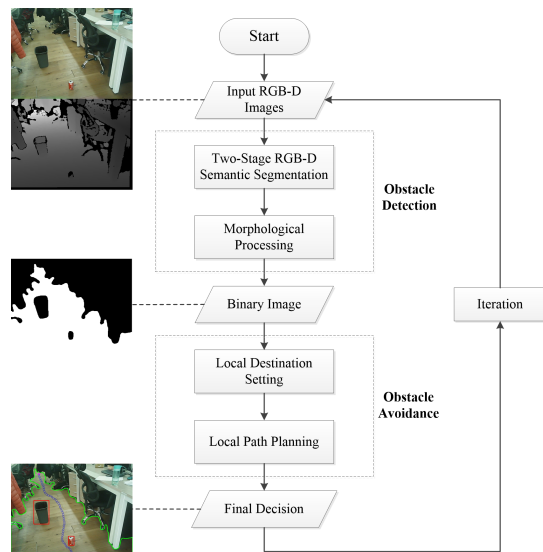 Start
Input RGB-D
Images
Two-Stage RGB-D
Semantic Segmentation
Obstacle
Detection
Morphological
Processing
Binary Image
Iteration
Local Destination
Setting
Obstacle
Avoidance
Local Path Planning
Final Decision